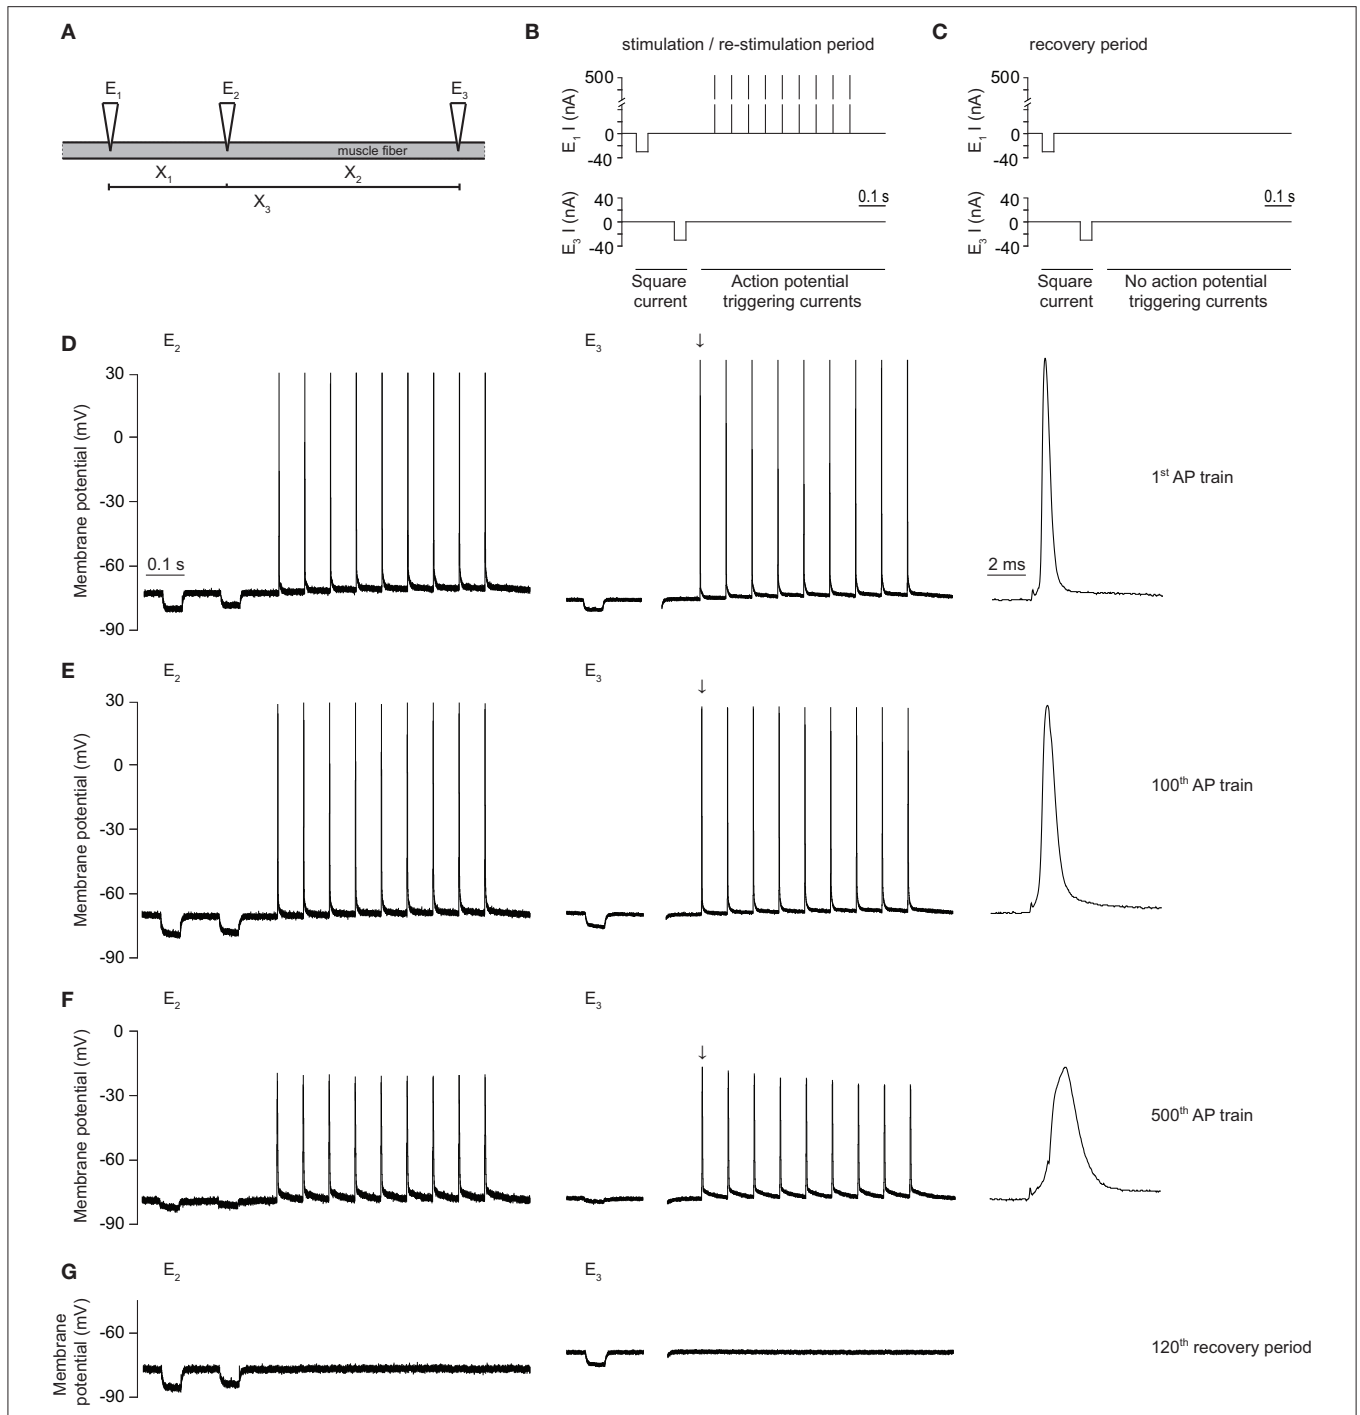 A
E1
E2
E3
muscle fiber
X1
X2
X3
B
stimulation / re-stimulation period
500
0
-40
E1 I (nA)
40
0
-40
E3 I (nA)
0.1 s
Square current
Action potential triggering currents
C
recovery period
500
0
-40
E1 I (nA)
40
0
-40
E3 I (nA)
0.1 s
Square current
No action potential triggering currents
D
E2
E3
↓
30
0
-30
-60
-90
Membrane potential (mV)
0.1 s
2 ms
1st AP train
E
E2
E3
↓
30
0
-30
-60
-90
Membrane potential (mV)
100th AP train
F
E2
E3
↓
0
-30
-60
-90
Membrane potential (mV)
500th AP train
G
E2
E3
-60
-90
Membrane potential (mV)
120th recovery period